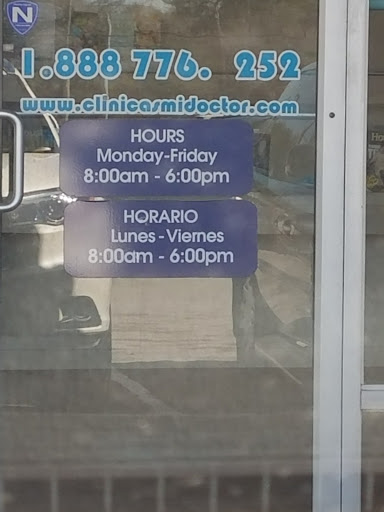 N
1.888 776. 252
www.clinicasmidoctor.com
HOURS
Monday-Friday
8:00am - 6:00pm
HORARIO
Lunes-Viernes
8:00am - 6:00pm